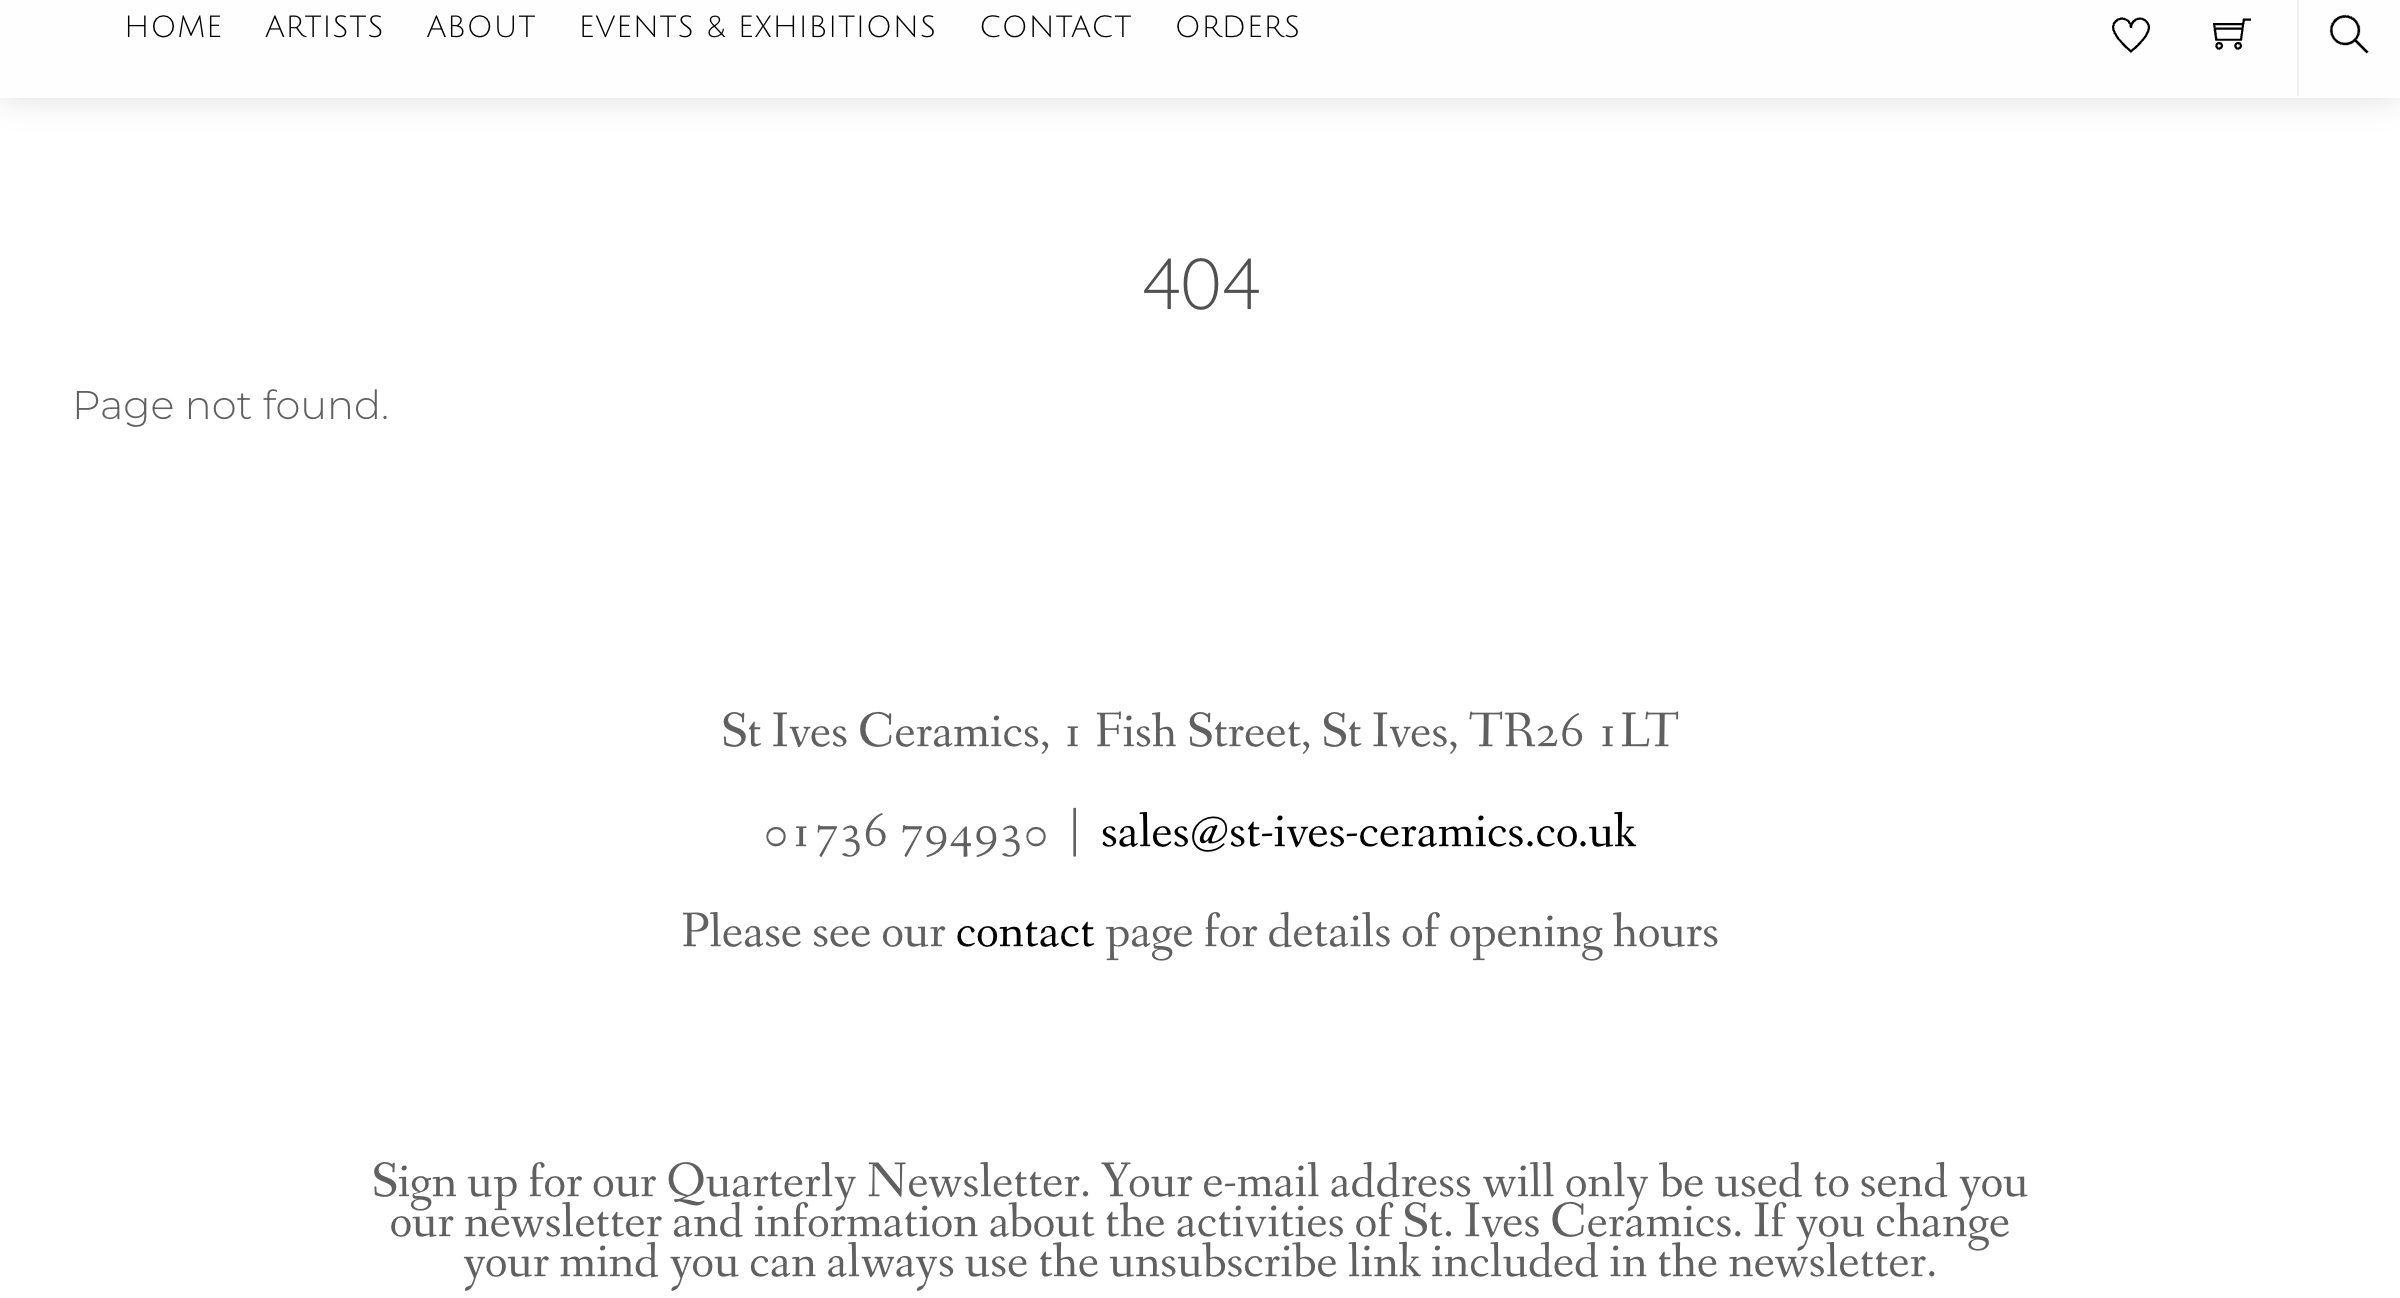 HOME ARTISTS ABOUT EVENTS & EXHIBITIONS CONTACT ORDERS
404
Page not found.
St Ives Ceramics, 1 Fish Street, St Ives, TR26 1LT
01736 794930 | sales@st-ives-ceramics.co.uk
Please see our contact page for details of opening hours
Sign up for our Quarterly Newsletter. Your e-mail address will only be used to send you
our newsletter and information about the activities of St. Ives Ceramics. If you change
your mind you can always use the unsubscribe link included in the newsletter.